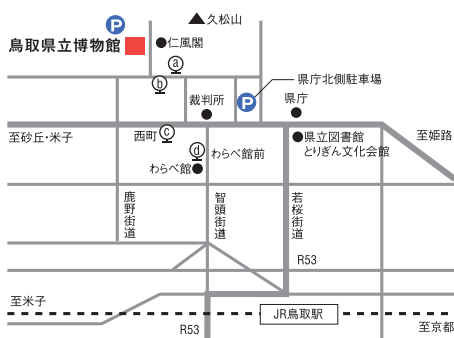 P
久松山
鳥取県立博物館
仁風閣
a
b
県庁北側駐車場
P
裁判所
県庁
至砂丘・米子
西町
c
県立図書館
とりぎん文化会館
至姫路
d
わらべ館前
わらべ館
鹿野街道
智頭街道
若桜街道
R53
至米子
JR鳥取駅
R53
至京都